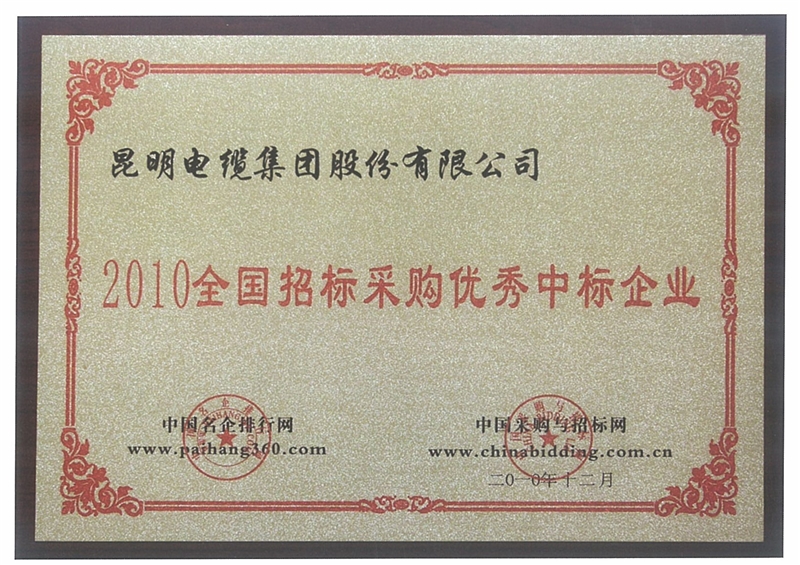 昆明电缆集团股份有限公司
2010全国招标采购优秀中标企业
中国名企排行网
www.paihang360.com
中国采购与招标网
www.chinabidding.com.cn
二〇一〇年十二月